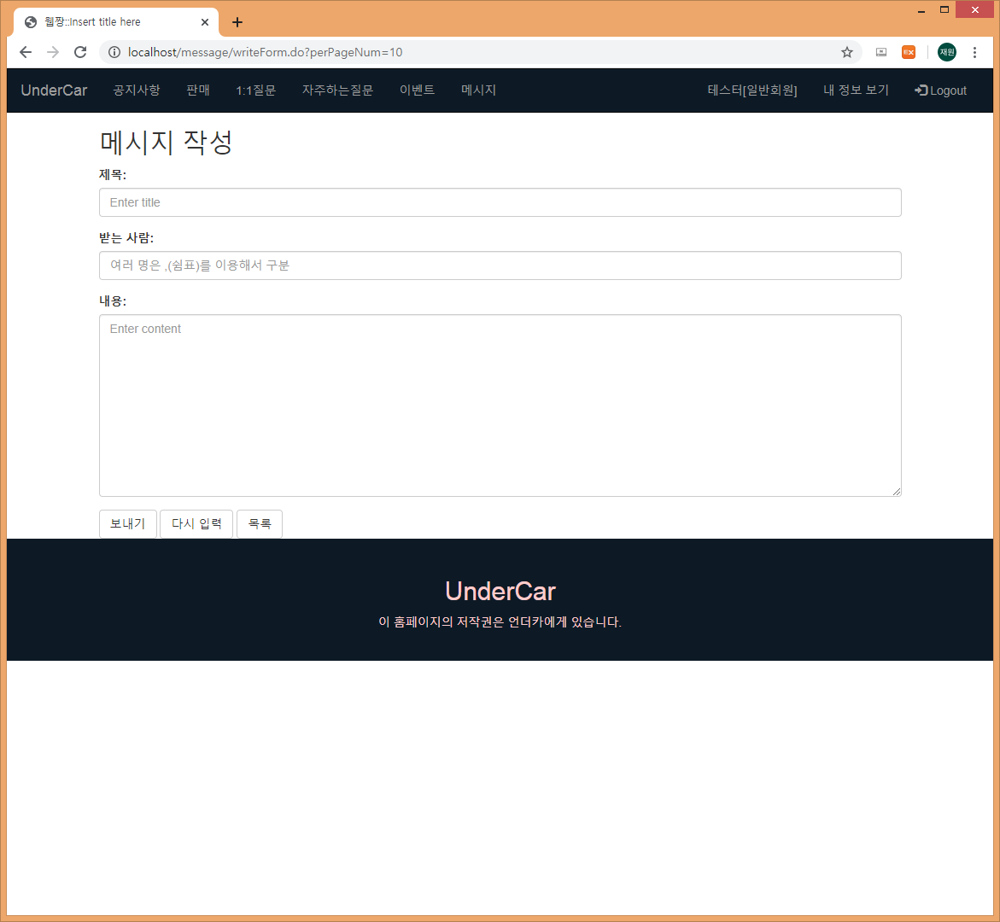 웹짱::Insert title here
localhost/message/writeForm.do?perPageNum=10
재원
UnderCar 공지사항 판매 1:1질문 자주하는질문 이벤트 메시지 테스터[일반회원] 내 정보 보기 Logout
메시지 작성
제목:
Enter title
받는 사람:
여러 명은 ,(쉼표)를 이용해서 구분
내용:
Enter content
보내기 다시 입력 목록
UnderCar
이 홈페이지의 저작권은 언더카에게 있습니다.